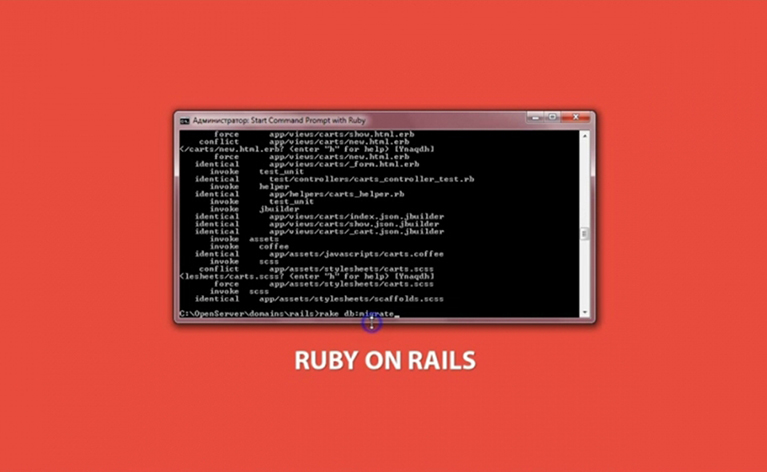 Администратор: Start Command Prompt with Ruby
force app/views/carts/show.html.erb
conflict app/views/carts/new.html.erb
</carts/new.html.erb? (enter "h" for help) [Ynaqdh]
force app/views/carts/new.html.erb
identical app/views/carts/_form.html.erb
invoke test_unit
identical test/controllers/carts_controller_test.rb
invoke helper
identical app/helpers/carts_helper.rb
invoke test_unit
invoke jbuilder
identical app/views/carts/index.json.jbuilder
identical app/views/carts/show.json.jbuilder
identical app/views/carts/_cart.json.jbuilder
invoke assets
invoke coffee
identical app/assets/javascripts/carts.coffee
invoke scss
conflict app/assets/stylesheets/carts.scss
<lesheets/carts.scss? (enter "h" for help) [Ynaqdh]
force app/assets/stylesheets/carts.scss
invoke scss
identical app/assets/stylesheets/scaffolds.scss
C:\OpenServer\domains\rails>rake db:migrate_
RUBY ON RAILS